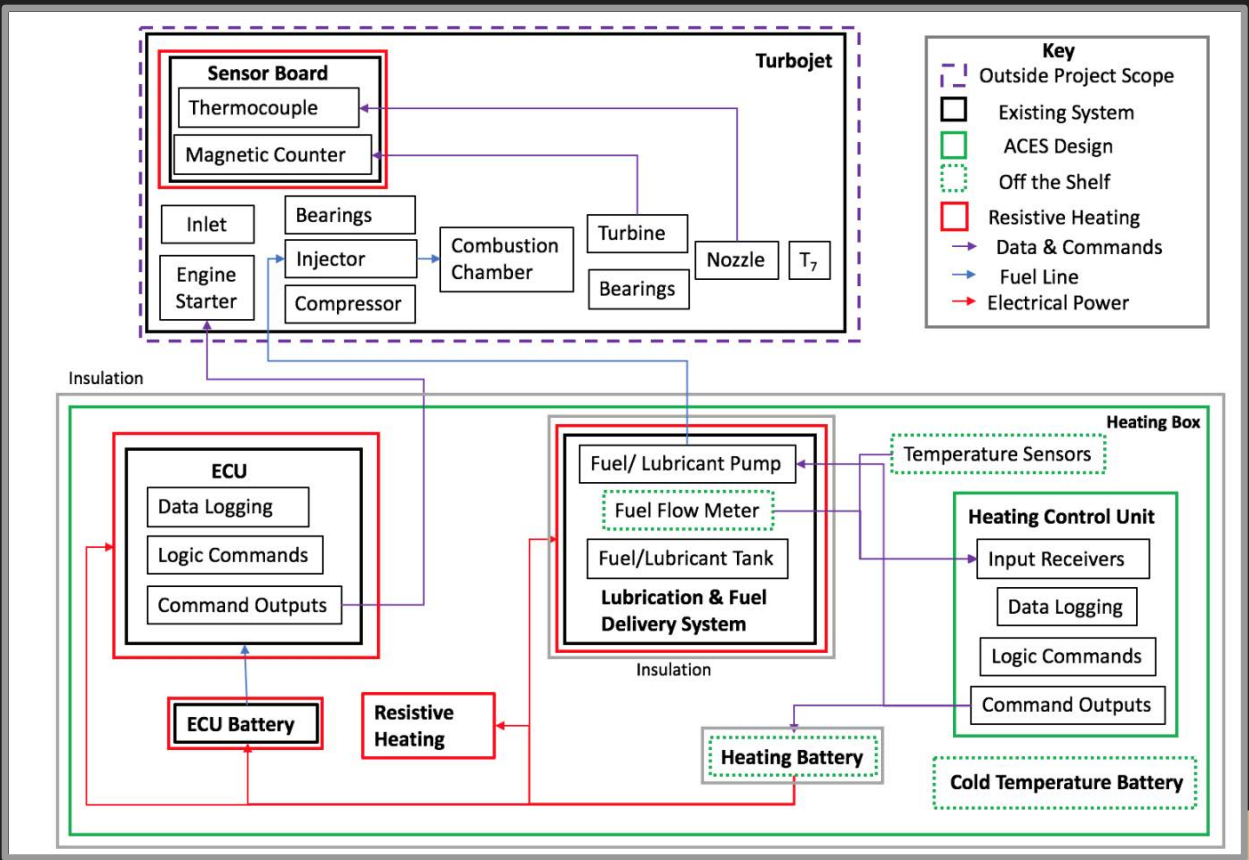 Turbojet
Sensor Board
Thermocouple
Magnetic Counter
Inlet
Engine
Starter
Bearings
Injector
Compressor
Combustion
Chamber
Turbine
Bearings
Nozzle
T7
Key
Outside Project Scope
Existing System
ACES Design
Off the Shelf
Resistive Heating
Data & Commands
Fuel Line
Electrical Power
Insulation
Heating Box
ECU
Data Logging
Logic Commands
Command Outputs
ECU Battery
Resistive
Heating
Fuel/ Lubricant Pump
Fuel Flow Meter
Fuel/Lubricant Tank
Lubrication & Fuel
Delivery System
Insulation
Temperature Sensors
Heating Control Unit
Input Receivers
Data Logging
Logic Commands
Command Outputs
Heating Battery
Cold Temperature Battery